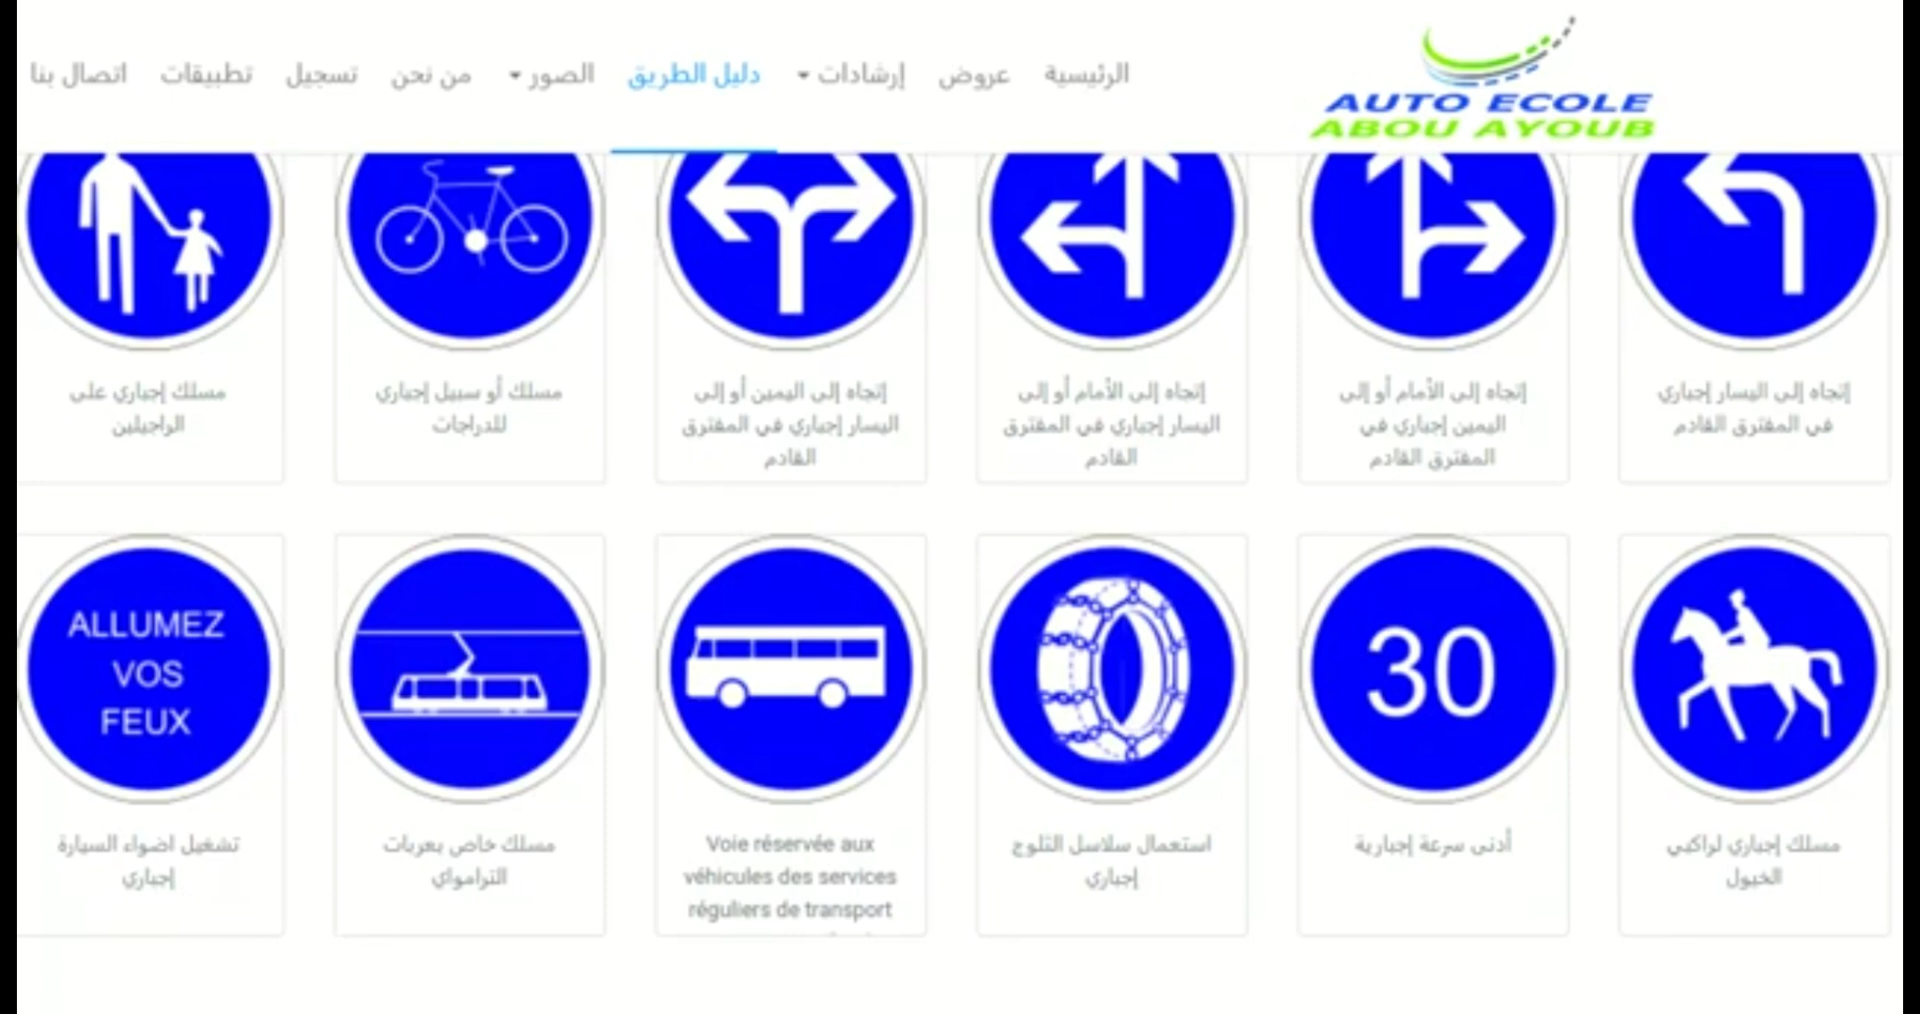 الرئيسية
عروض
إرشادات
دليل الطريق
الصور
من نحن
تسجيل
تطبيقات
اتصال بنا
AUTO ECOLE
ABOU AYOUB
إتجاه إلى اليسار إجباري
في المفترق القادم
إتجاه إلى الأمام أو إلى
اليمين إجباري في
المفترق القادم
إتجاه إلى الأمام أو إلى
اليسار إجباري في المفترق
القادم
إتجاه إلى اليمين أو إلى
اليسار إجباري في المفترق
القادم
مسلك أو سبيل إجباري
للدراجات
مسلك إجباري على
الراجيلين
مسلك إجباري لراكبي
الخيول
30
أدنى سرعة إجبارية
استعمال سلاسل الثلوج
إجباري
Voie réservée aux
véhicules des services
réguliers de transport
مسلك خاص بعربات
الترامواي
ALLUMEZ
VOS
FEUX
تشغيل اضواء السيارة
إجباري